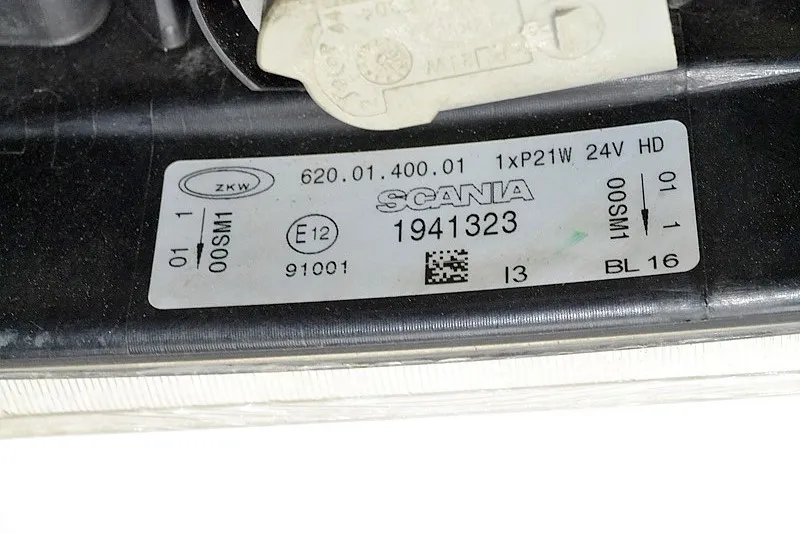 ZKW
620.01.400.01 1xP21W 24V HD
SCANIA
1941323
E12
91001
01 1
00SM1
01 1
00SM1
I3
BL 16